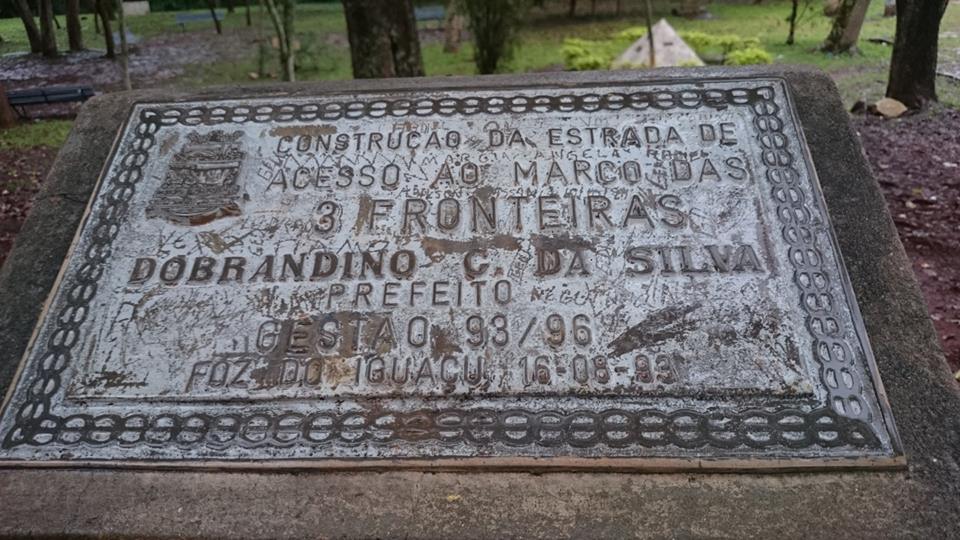 CONSTRUCAO DA ESTRADA DE
ACESSO AO MARCO DAS
3 FRONTEIRAS
DOBRANDINO G. DA SILVA
PREFEITO
GESTAO 93/96
FOZ DO IGUAÇU 16-08-93